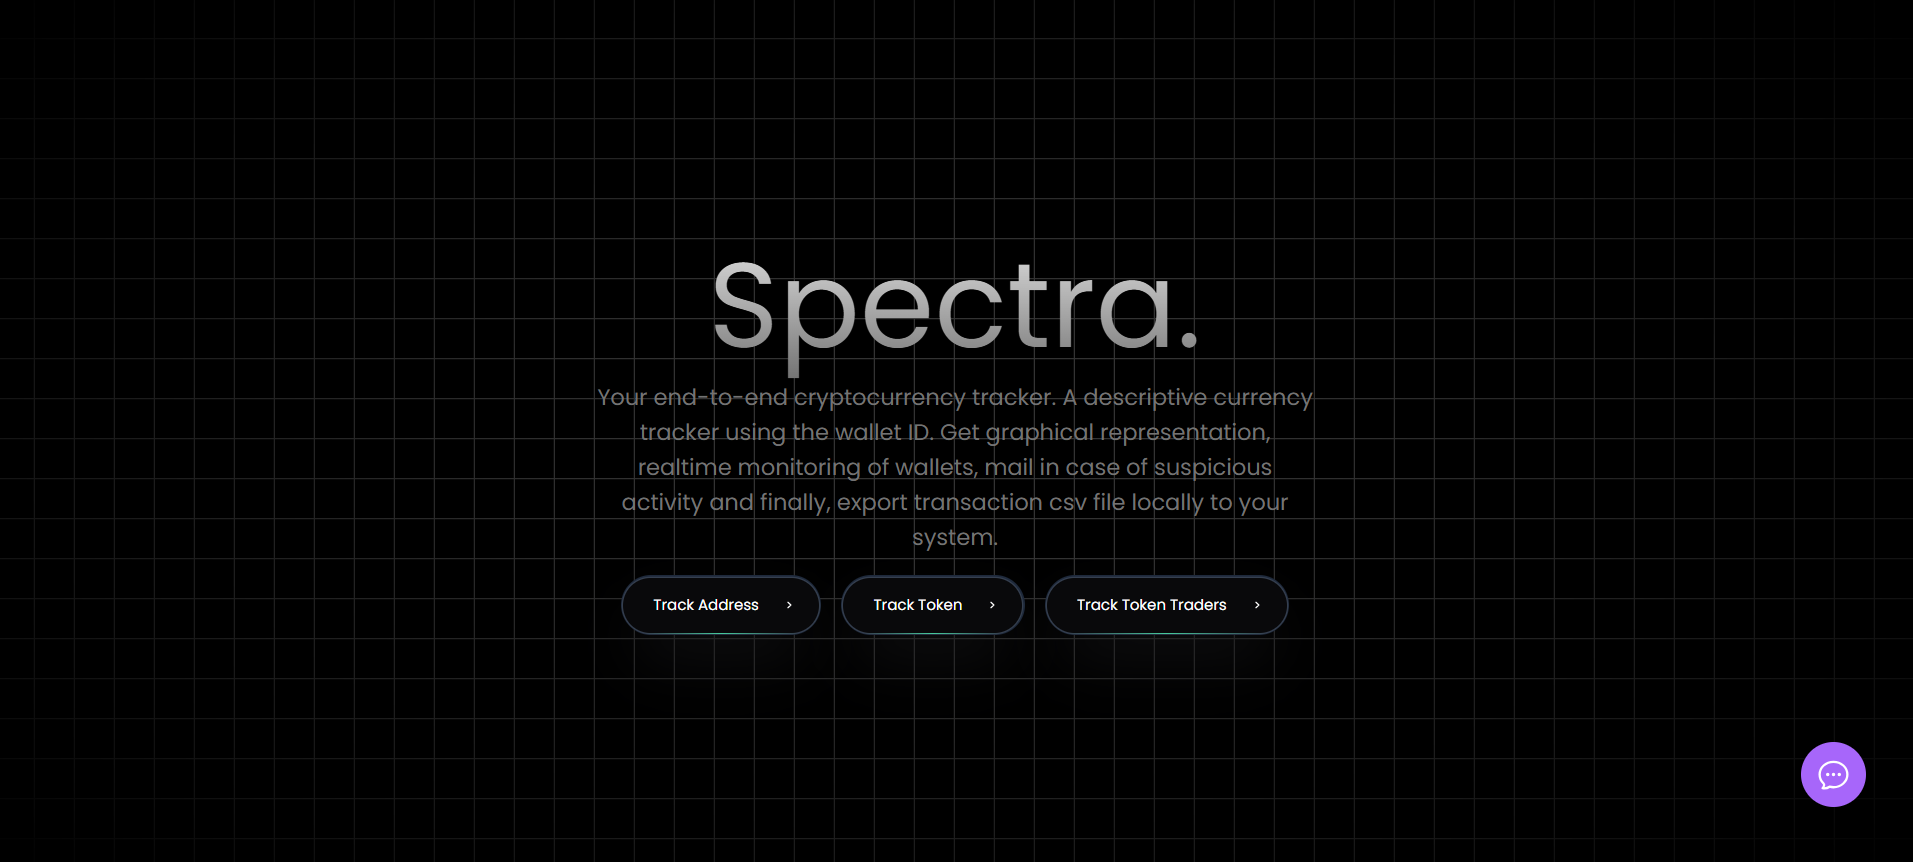 Spectra.
Your end-to-end cryptocurrency tracker. A descriptive currency
tracker using the wallet ID. Get graphical representation,
realtime monitoring of wallets, mail in case of suspicious
activity and finally, export transaction csv file locally to your
system.
Track Address
Track Token
Track Token Traders